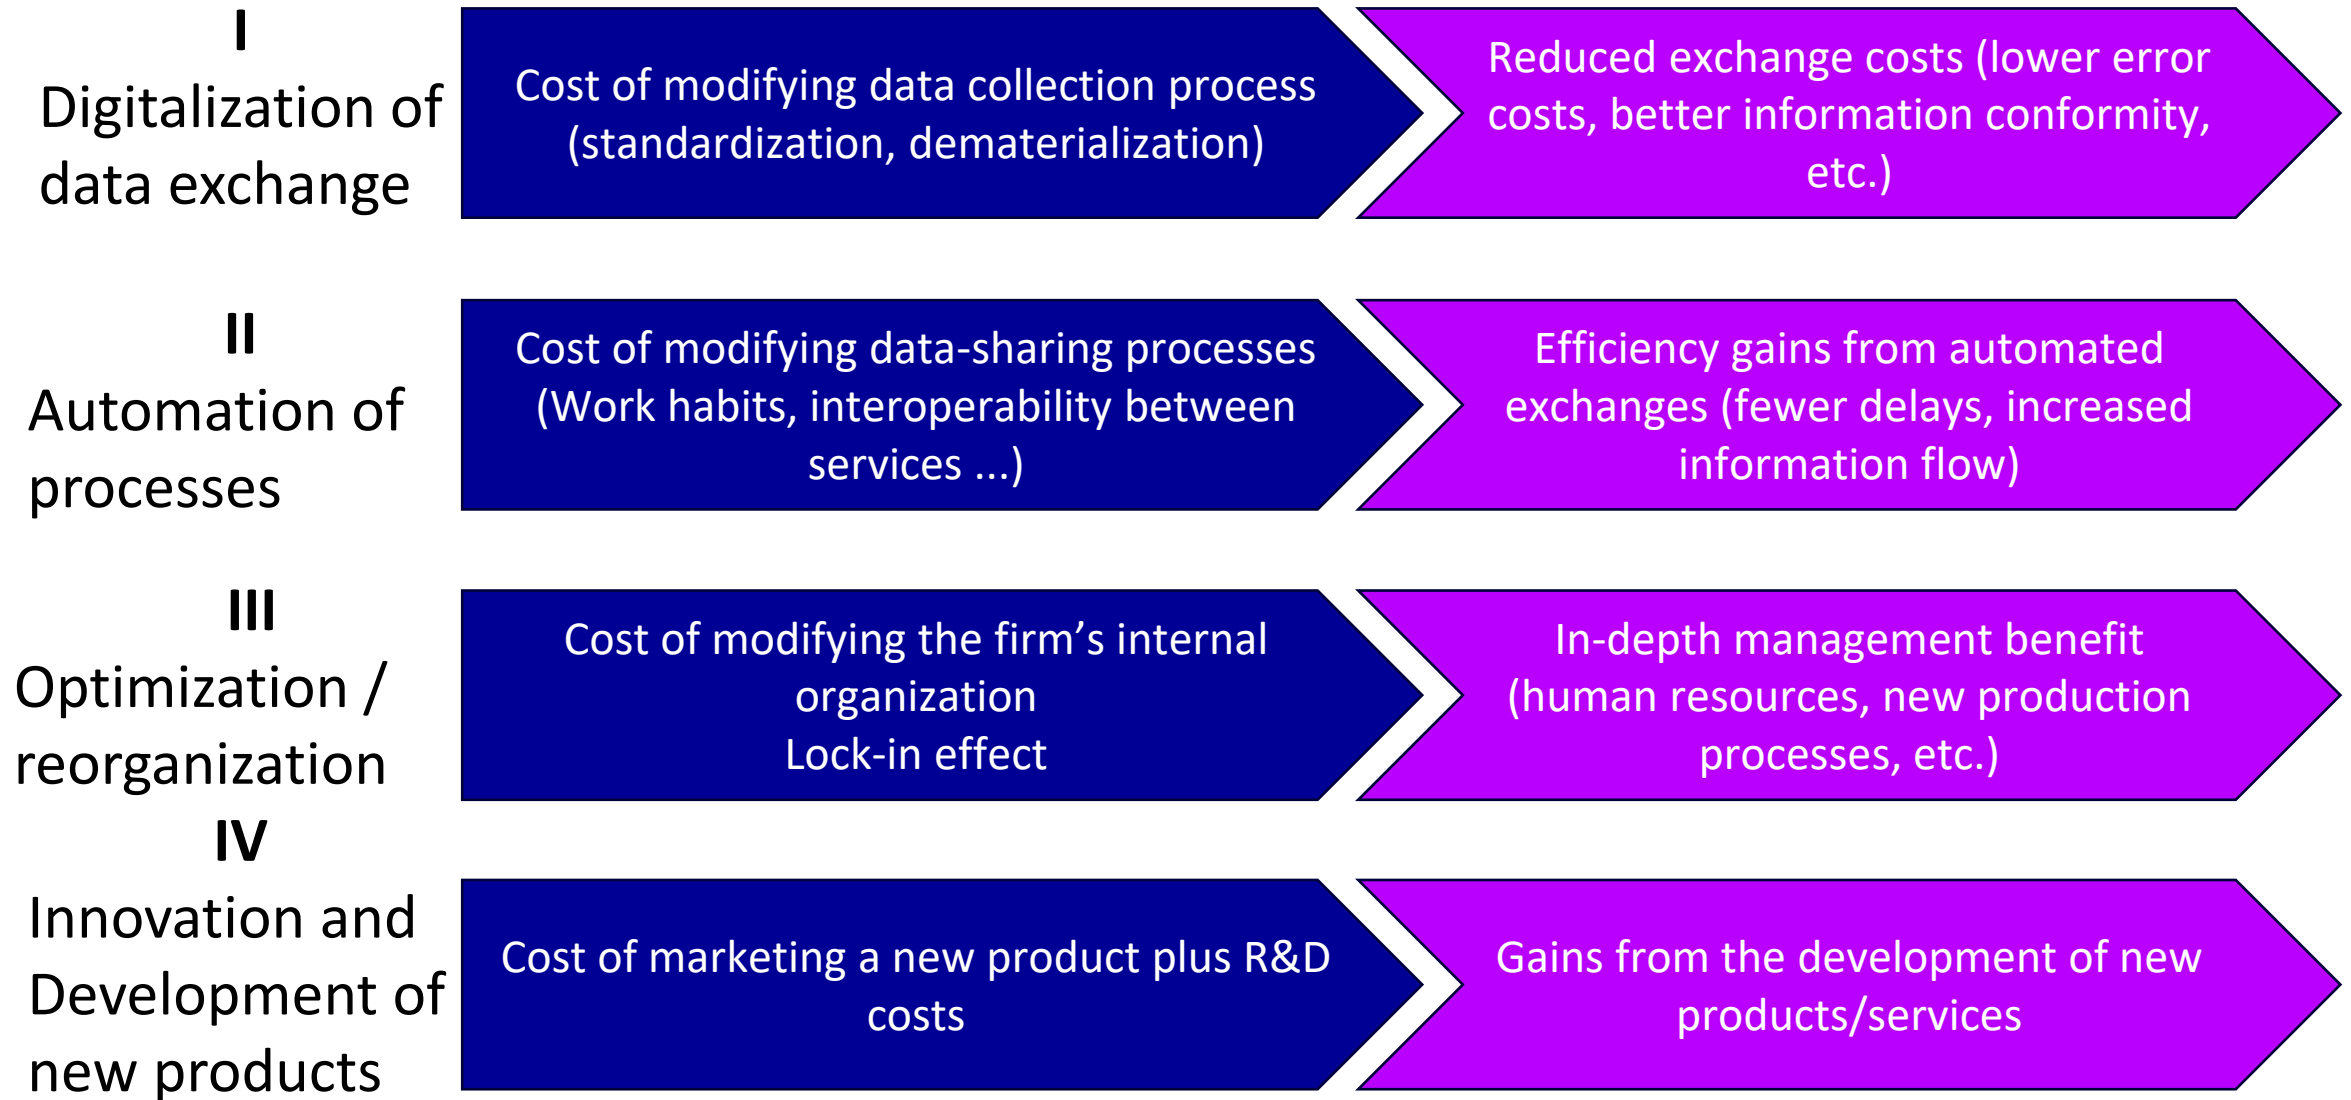 I
Digitalization of
data exchange
Cost of modifying data collection process
(standardization, dematerialization)
Reduced exchange costs (lower error
costs, better information conformity,
etc.)
II
Automation of
processes
Cost of modifying data-sharing processes
(Work habits, interoperability between
services ...)
Efficiency gains from automated
exchanges (fewer delays, increased
information flow)
III
Optimization /
reorganization
Cost of modifying the firm’s internal
organization
Lock-in effect
In-depth management benefit
(human resources, new production
processes, etc.)
IV
Innovation and
Development of
new products
Cost of marketing a new product plus R&D
costs
Gains from the development of new
products/services